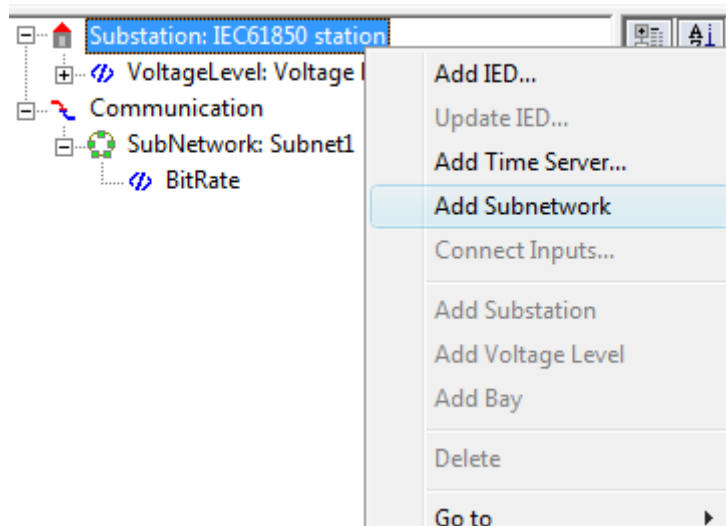 Substation: IEC61850 station
VoltageLevel: Voltage
Communication
SubNetwork: Subnet1
BitRate
Add IED...
Update IED...
Add Time Server...
Add Subnetwork
Connect Inputs...
Add Substation
Add Voltage Level
Add Bay
Delete
Go to